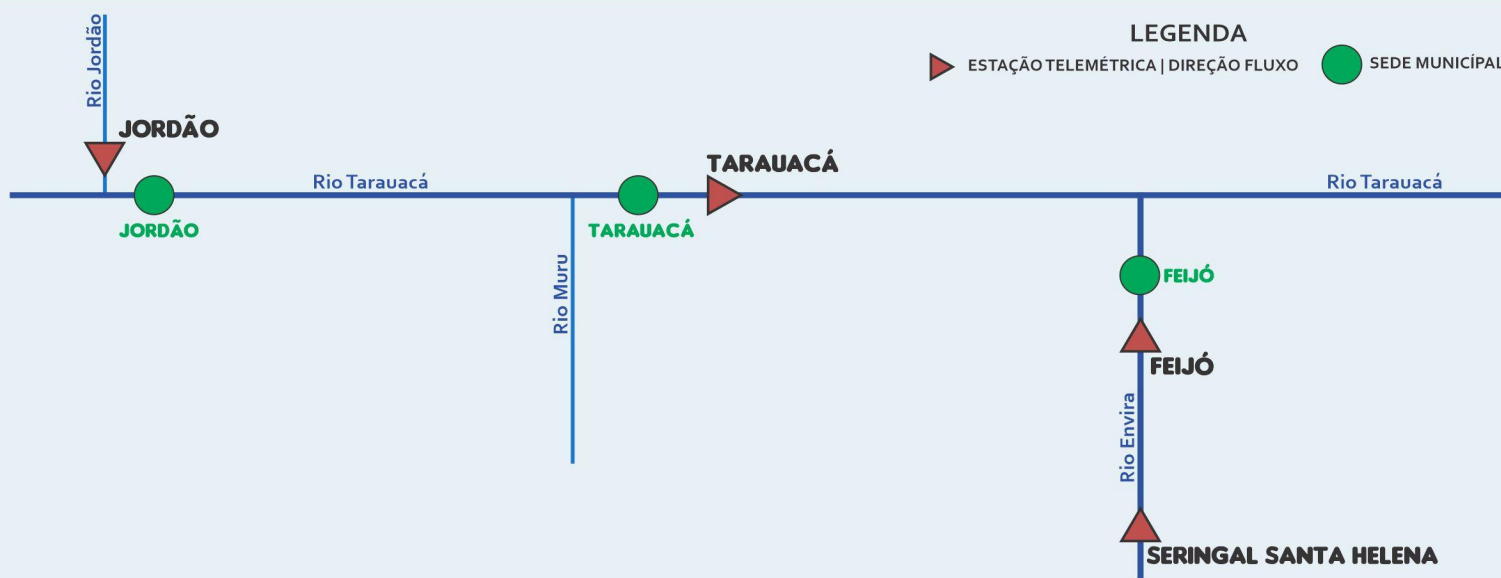 LEGENDA
ESTAÇÃO TELEMÉTRICA | DIREÇÃO FLUXO
SEDE MUNICÍPAL
Rio Jordão
JORDÃO
TARAUACÁ
Rio Tarauacá
Rio Tarauacá
JORDÃO
TARAUACÁ
Rio Muru
FEIJÓ
FEIJÓ
Rio Envira
SERINGAL SANTA HELENA